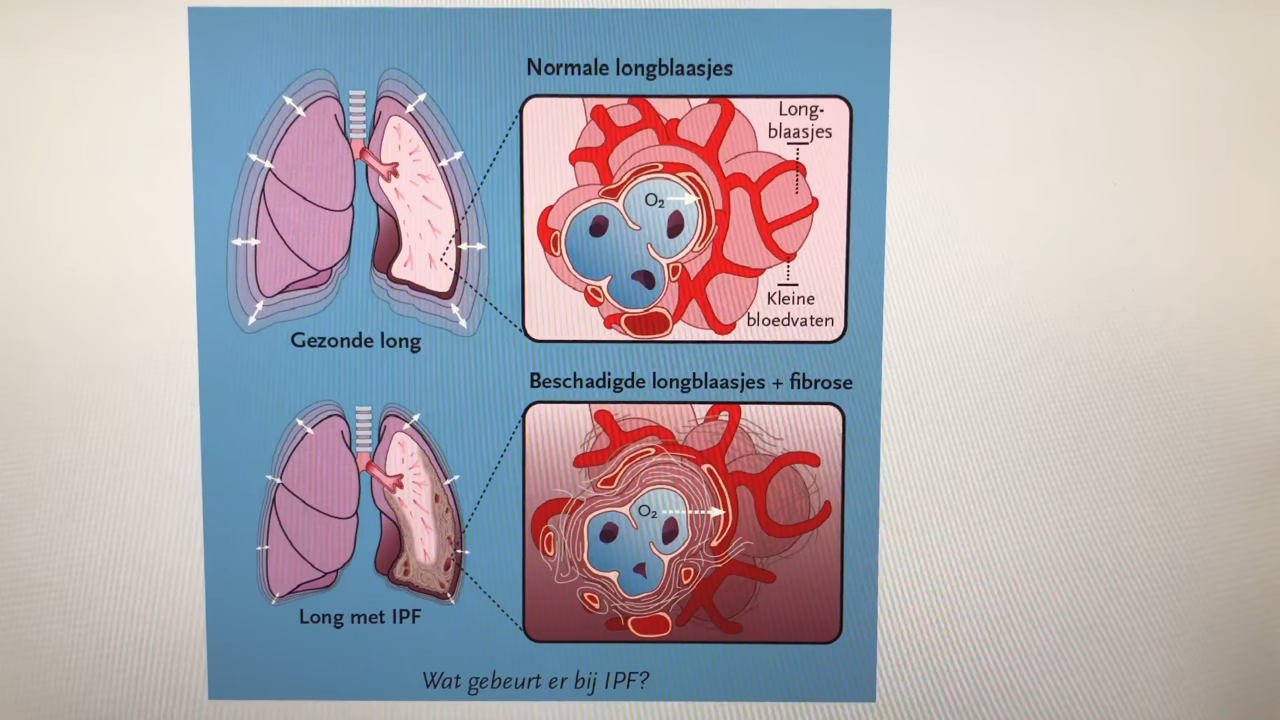 Normale longblaasjes
Long-
blaasjes
O₂
Kleine
bloedvaten
Gezonde long
Beschadigde longblaasjes + fibrose
O₂
Long met IPF
Wat gebeurt er bij IPF?